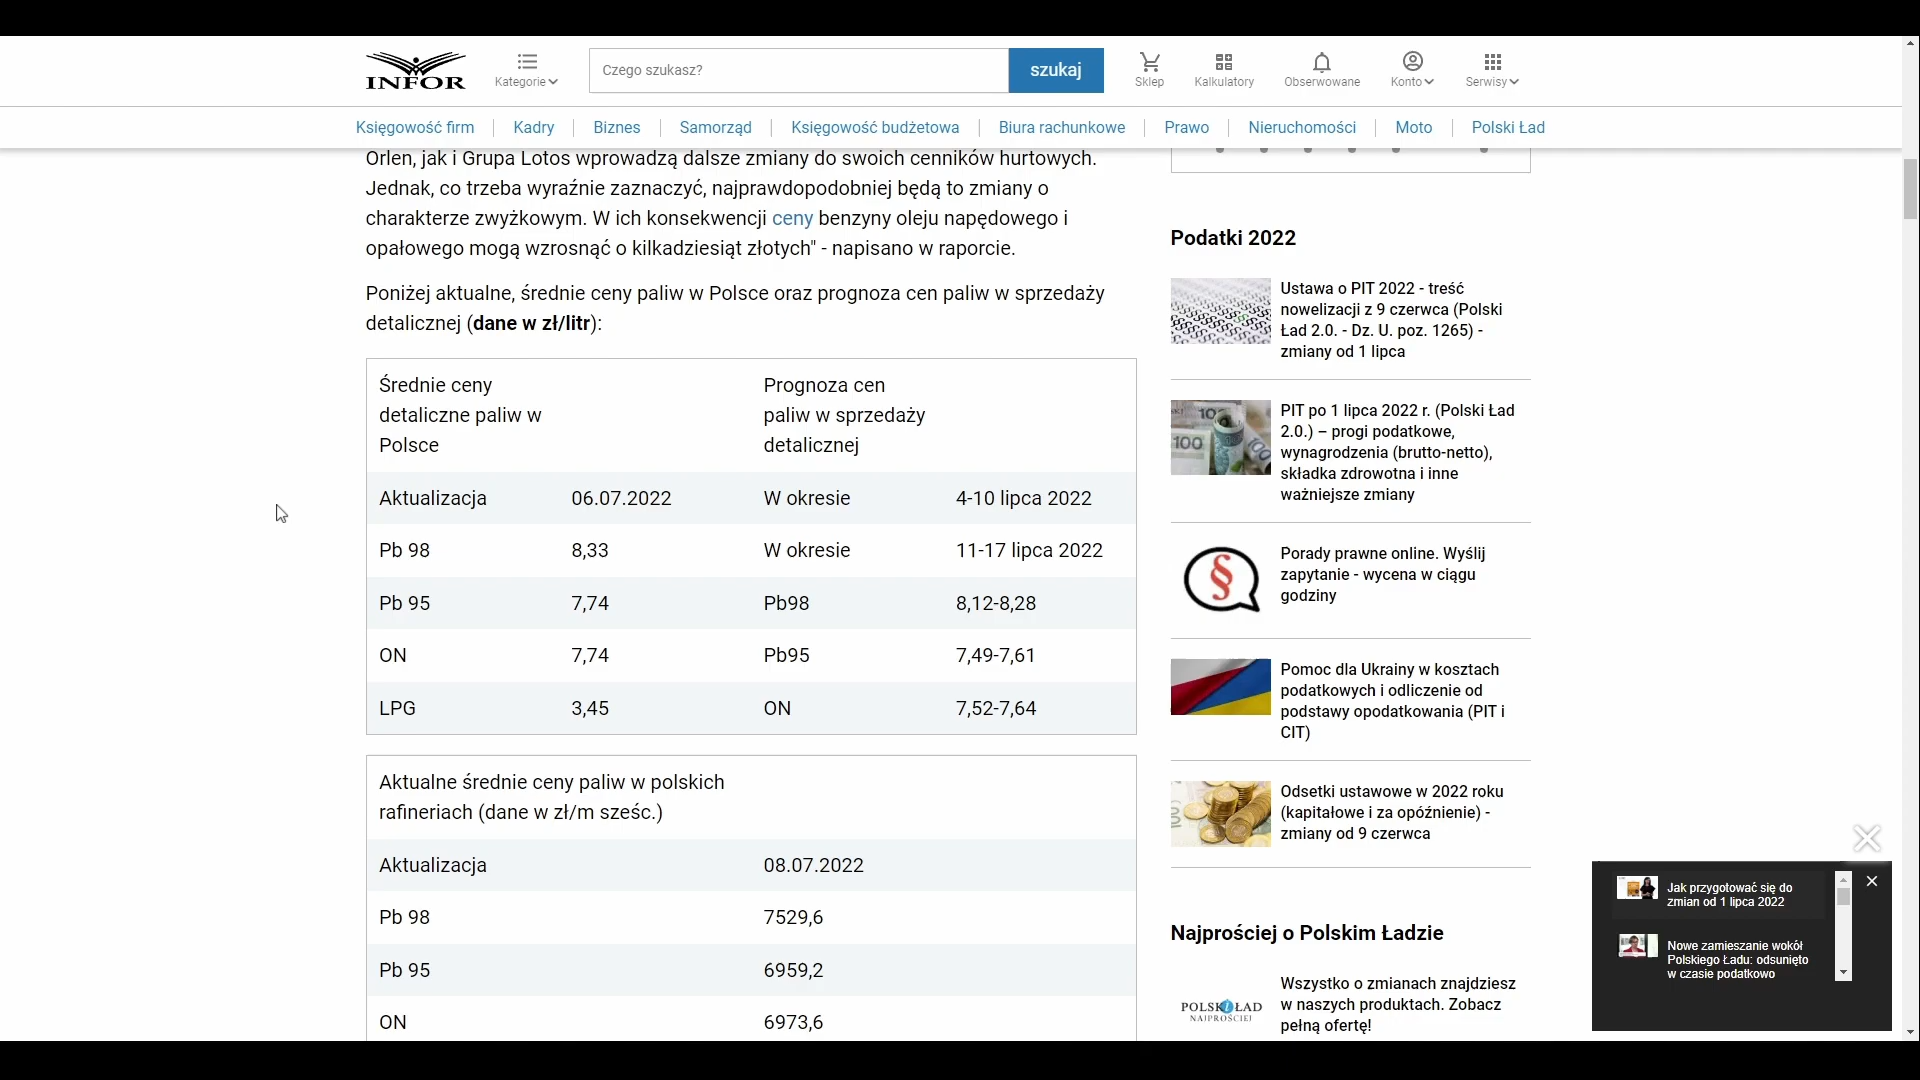 INFOR
Kategorie
Czego szukasz?
szukaj
Sklep
Kalkulatory
Obserwowane
Konto
Serwisy
Księgowość firm
Kadry
Biznes
Samorząd
Księgowość budżetowa
Biura rachunkowe
Prawo
Nieruchomości
Moto
Polski Ład
Orlen, jak i Grupa Lotos wprowadzą dalsze zmiany do swoich cenników hurtowych.
Jednak, co trzeba wyraźnie zaznaczyć, najprawdopodobniej będą to zmiany o
charakterze zwyżkowym. W ich konsekwencji ceny benzyny oleju napędowego i
opałowego mogą wzrosnąć o kilkadziesiąt złotych" - napisano w raporcie.
Poniżej aktualne, średnie ceny paliw w Polsce oraz prognoza cen paliw w sprzedaży
detalicznej (dane w zł/litr):
Średnie ceny
detaliczne paliw w
Polsce
Prognoza cen
paliw w sprzedaży
detalicznej
Aktualizacja 06.07.2022 W okresie 4-10 lipca 2022
Pb 98 8,33 W okresie 11-17 lipca 2022
Pb 95 7,74 Pb98 8,12-8,28
ON 7,74 Pb95 7,49-7,61
LPG 3,45 ON 7,52-7,64
Aktualne średnie ceny paliw w polskich
rafineriach (dane w zł/m sześc.)
Aktualizacja 08.07.2022
Pb 98 7529,6
Pb 95 6959,2
ON 6973,6
Podatki 2022
Ustawa o PIT 2022 - treść
nowelizacji z 9 czerwca (Polski
Ład 2.0. - Dz. U. poz. 1265) -
zmiany od 1 lipca
PIT po 1 lipca 2022 r. (Polski Ład
2.0.) – progi podatkowe,
wynagrodzenia (brutto-netto),
składka zdrowotna i inne
ważniejsze zmiany
Porady prawne online. Wyślij
zapytanie - wycena w ciągu
godziny
Pomoc dla Ukrainy w kosztach
podatkowych i odliczenie od
podstawy opodatkowania (PIT i
CIT)
Odsetki ustawowe w 2022 roku
(kapitałowe i za opóźnienie) -
zmiany od 9 czerwca
Najprościej o Polskim Ładzie
POLSKI ŁAD
NAJPROŚCIEJ
Wszystko o zmianach znajdziesz
w naszych produktach. Zobacz
pełną ofertę!
Jak przygotować się do
zmian od 1 lipca 2022
Nowe zamieszanie wokół
Polskiego Ładu: odsunięto
w czasie podatkowo